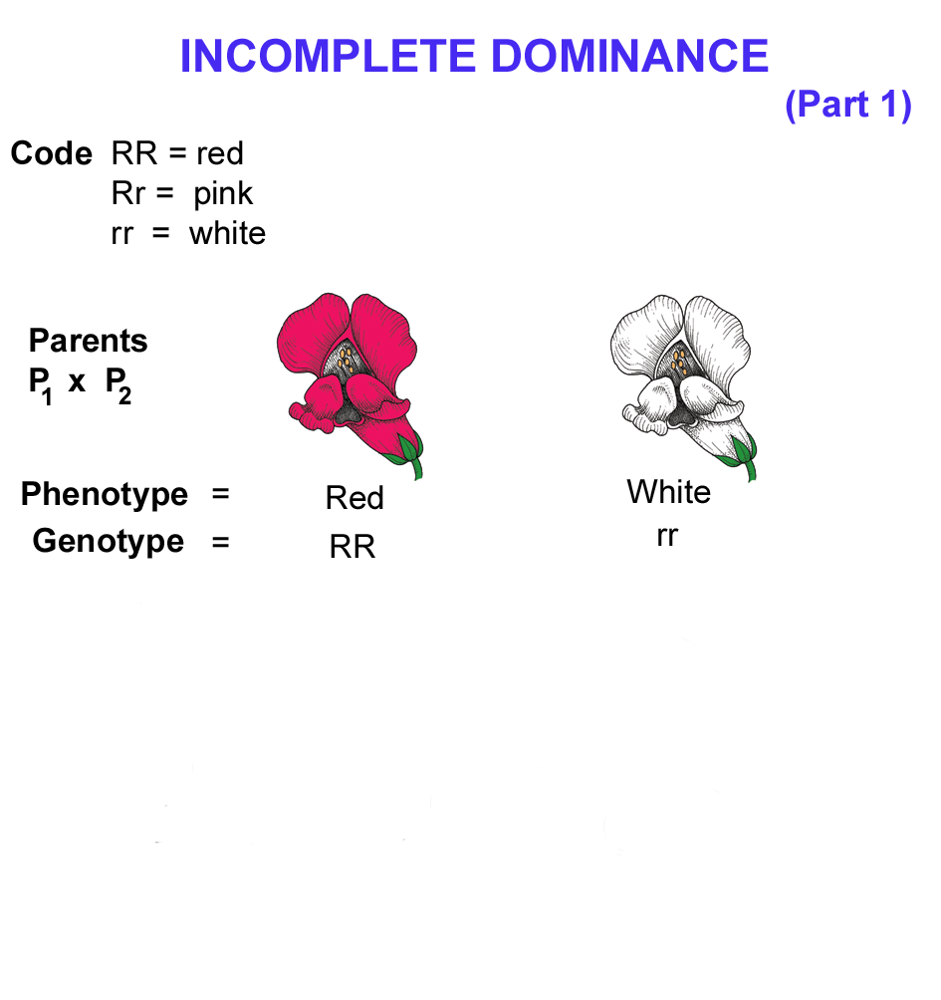 INCOMPLETE DOMINANCE
(Part 1)
Code RR = red
Rr = pink
rr = white
Parents
P1 x P2
Phenotype = Red White
Genotype = RR rr